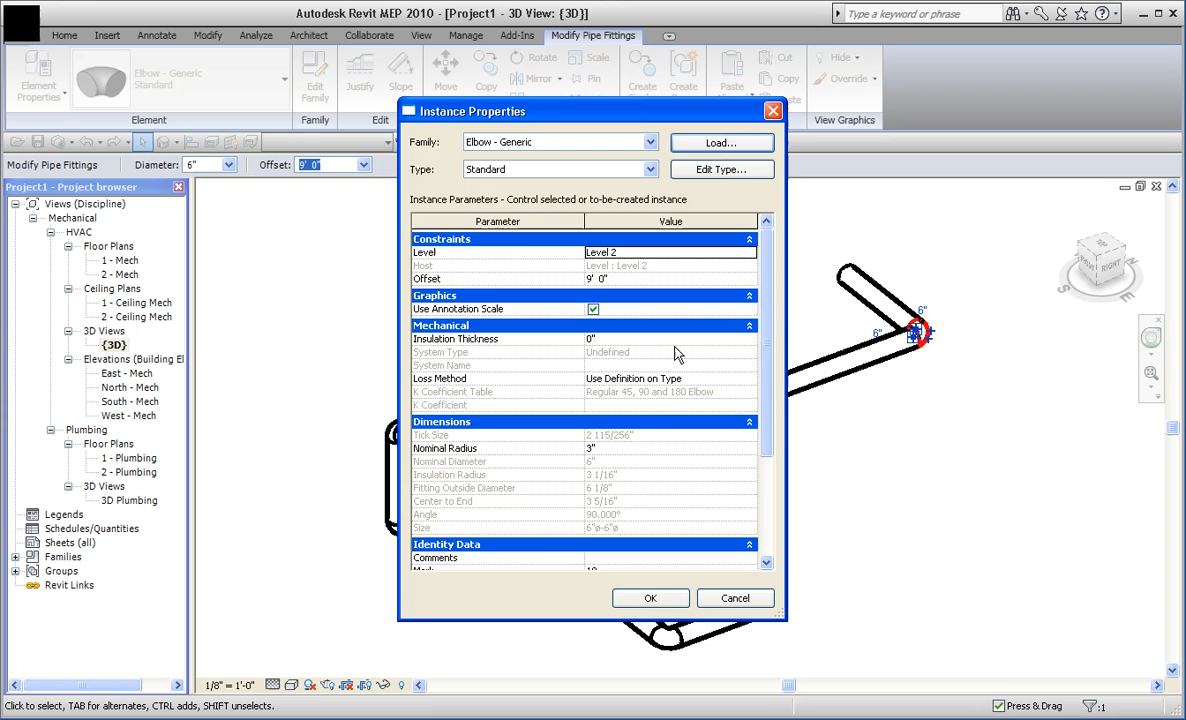 Autodesk Revit MEP 2010 - [Project1 - 3D View: {3D}]
Type a keyword or phrase
Home Insert Annotate Modify Analyze Architect Collaborate View Manage Add-Ins Modify Pipe Fittings
Element Properties
Elbow - Generic
Standard
Edit Family
Justify
Slope
Move
Copy
Rotate
Mirror
Scale
Pin
Create
Create
Paste
Cut
Copy
Hide
Override
Element
Family
Edit
View Graphics
Modify Pipe Fittings
Diameter: 6"
Offset: 9' 0"
Project1 - Project browser
Views (Discipline)
Mechanical
HVAC
Floor Plans
1 - Mech
2 - Mech
Ceiling Plans
1 - Ceiling Mech
2 - Ceiling Mech
3D Views
{3D}
Elevations (Building El
East - Mech
North - Mech
South - Mech
West - Mech
Plumbing
Floor Plans
1 - Plumbing
2 - Plumbing
3D Views
3D Plumbing
Legends
Schedules/Quantities
Sheets (all)
Families
Groups
Revit Links
Instance Properties
Family: Elbow - Generic Load...
Type: Standard Edit Type...
Instance Parameters - Control selected or to-be-created instance
Parameter Value
Constraints
Level Level 2
Host Level : Level 2
Offset 9' 0"
Graphics
Use Annotation Scale
Mechanical
Insulation Thickness 0"
System Type Undefined
System Name
Loss Method Use Definition on Type
K Coefficient Table Regular 45, 90 and 180 Elbow
K Coefficient
Dimensions
Tick Size 2 115/256"
Nominal Radius 3"
Nominal Diameter 6"
Insulation Radius 3 1/16"
Fitting Outside Diameter 6 1/8"
Center to End 3 5/16"
Angle 90.000°
Size 6"ø-6"ø
Identity Data
Comments
OK Cancel
6"
6"
RIGHT
1/8" = 1'-0"
Click to select, TAB for alternates, CTRL adds, SHIFT unselects.
Press & Drag
:1